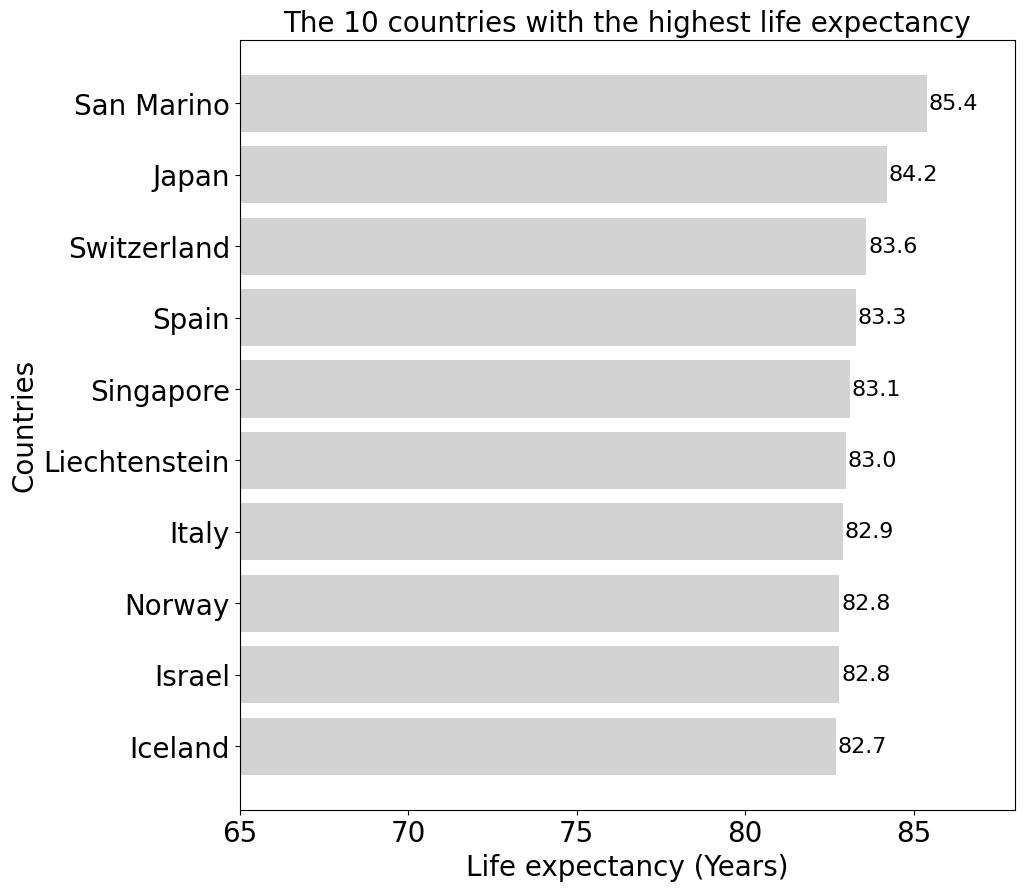 The 10 countries with the highest life expectancy
Countries
San Marino 85.4
Japan 84.2
Switzerland 83.6
Spain 83.3
Singapore 83.1
Liechtenstein 83.0
Italy 82.9
Norway 82.8
Israel 82.8
Iceland 82.7
65 70 75 80 85
Life expectancy (Years)